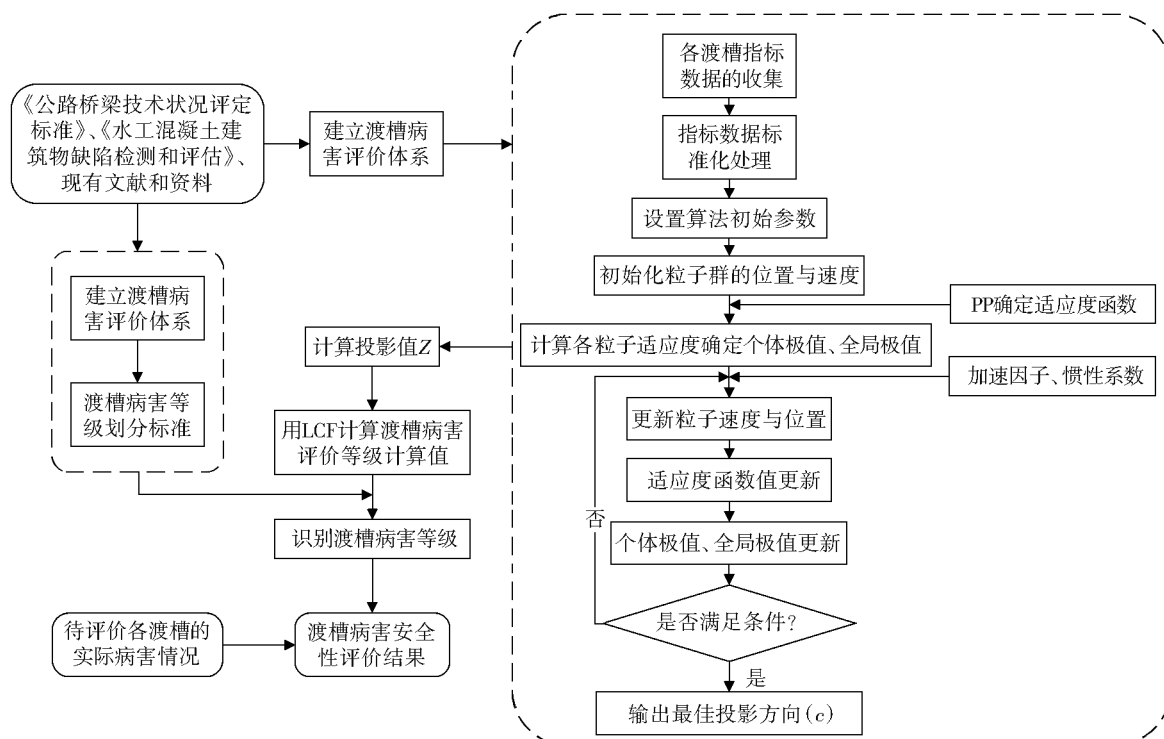 《公路桥梁技术状况评定
标准》、《水工混凝土建
筑物缺陷检测和评估》、
现有文献和资料
建立渡槽病
害评价体系
建立渡槽病
害评价体系
渡槽病害等
级划分标准
计算投影值Z
用LCF计算渡槽病害
评价等级计算值
识别渡槽病害等级
待评价各渡槽的
实际病害情况
渡槽病害安全
性评价结果
各渡槽指标
数据的收集
指标数据标
准化处理
设置算法初始参数
初始化粒子群的位置与速度
PP确定适应度函数
计算各粒子适应度确定个体极值、全局极值
加速因子、惯性系数
更新粒子速度与位置
适应度函数值更新
个体极值、全局极值更新
否
是否满足条件?
是
输出最佳投影方向(c)